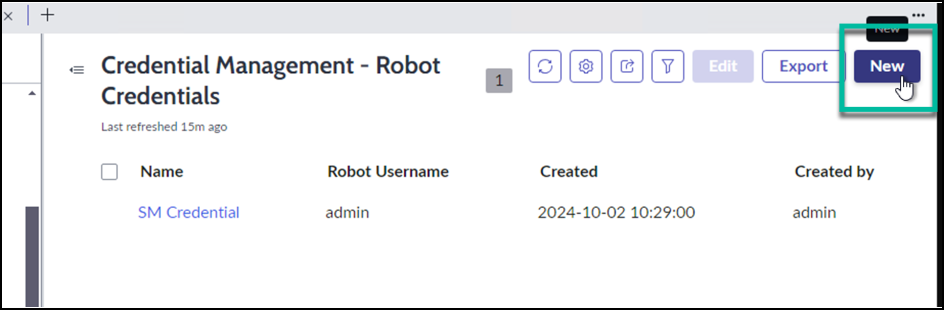 New
Credential Management - Robot
Credentials
1
Edit
Export
New
Last refreshed 15m ago
Name Robot Username Created Created by
SM Credential admin 2024-10-02 10:29:00 admin